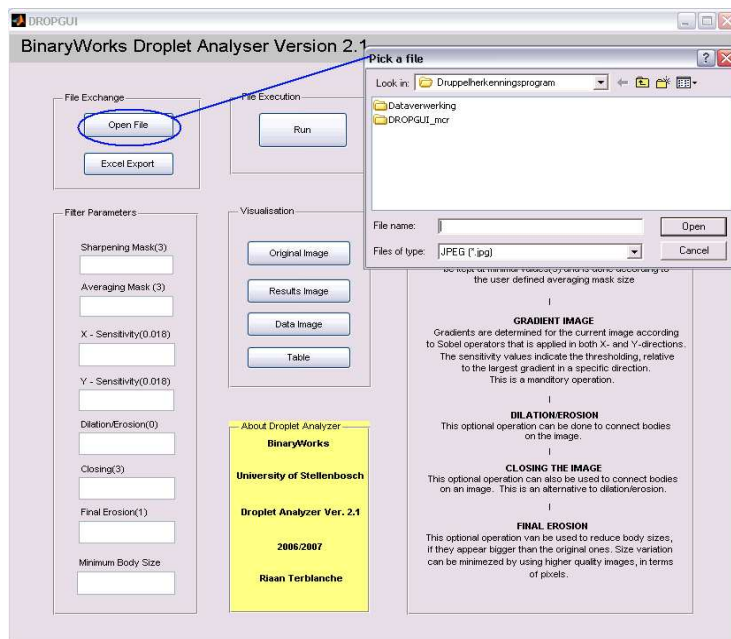 DROPGUI
BinaryWorks Droplet Analyser Version 2.1
File Exchange
Open File
Excel Export
File Execution
Run
Pick a file
Look in: Druppelherkenningsprogram
Dataverwerking
DROPGUI_mcr
File name:
Open
Files of type: JPEG (*.jpg)
Cancel
Filter Parameters
Sharpening Mask(3)
Averaging Mask (3)
X - Sensitivity(0.018)
Y - Sensitivity(0.018)
Dilation/Erosion(0)
Closing(3)
Final Erosion(1)
Minimum Body Size
Visualisation
Original Image
Results Image
Data Image
Table
About Droplet Analyzer
BinaryWorks
University of Stellenbosch
Droplet Analyzer Ver. 2.1
2006/2007
Riaan Terblanche
be kept at minimal values(3) and is done according to
the user defined averaging mask size
GRADIENT IMAGE
Gradients are determined for the current image according
to Sobel operators that is applied in both X- and Y-directions.
The sensitivity values indicate the thresholding, relative
to the largest gradient in a specific direction.
This is a manditory operation.
DILATION/EROSION
This optional operation can be done to connect bodies
on the image.
CLOSING THE IMAGE
This optional operation can also be used to connect bodies
on an image. This is an alternative to dilation/erosion.
FINAL EROSION
This optional operation van be used to reduce body sizes,
if they appear bigger than the original ones. Size variation
can be minimezed by using higher quality images, in terms
of pixels.